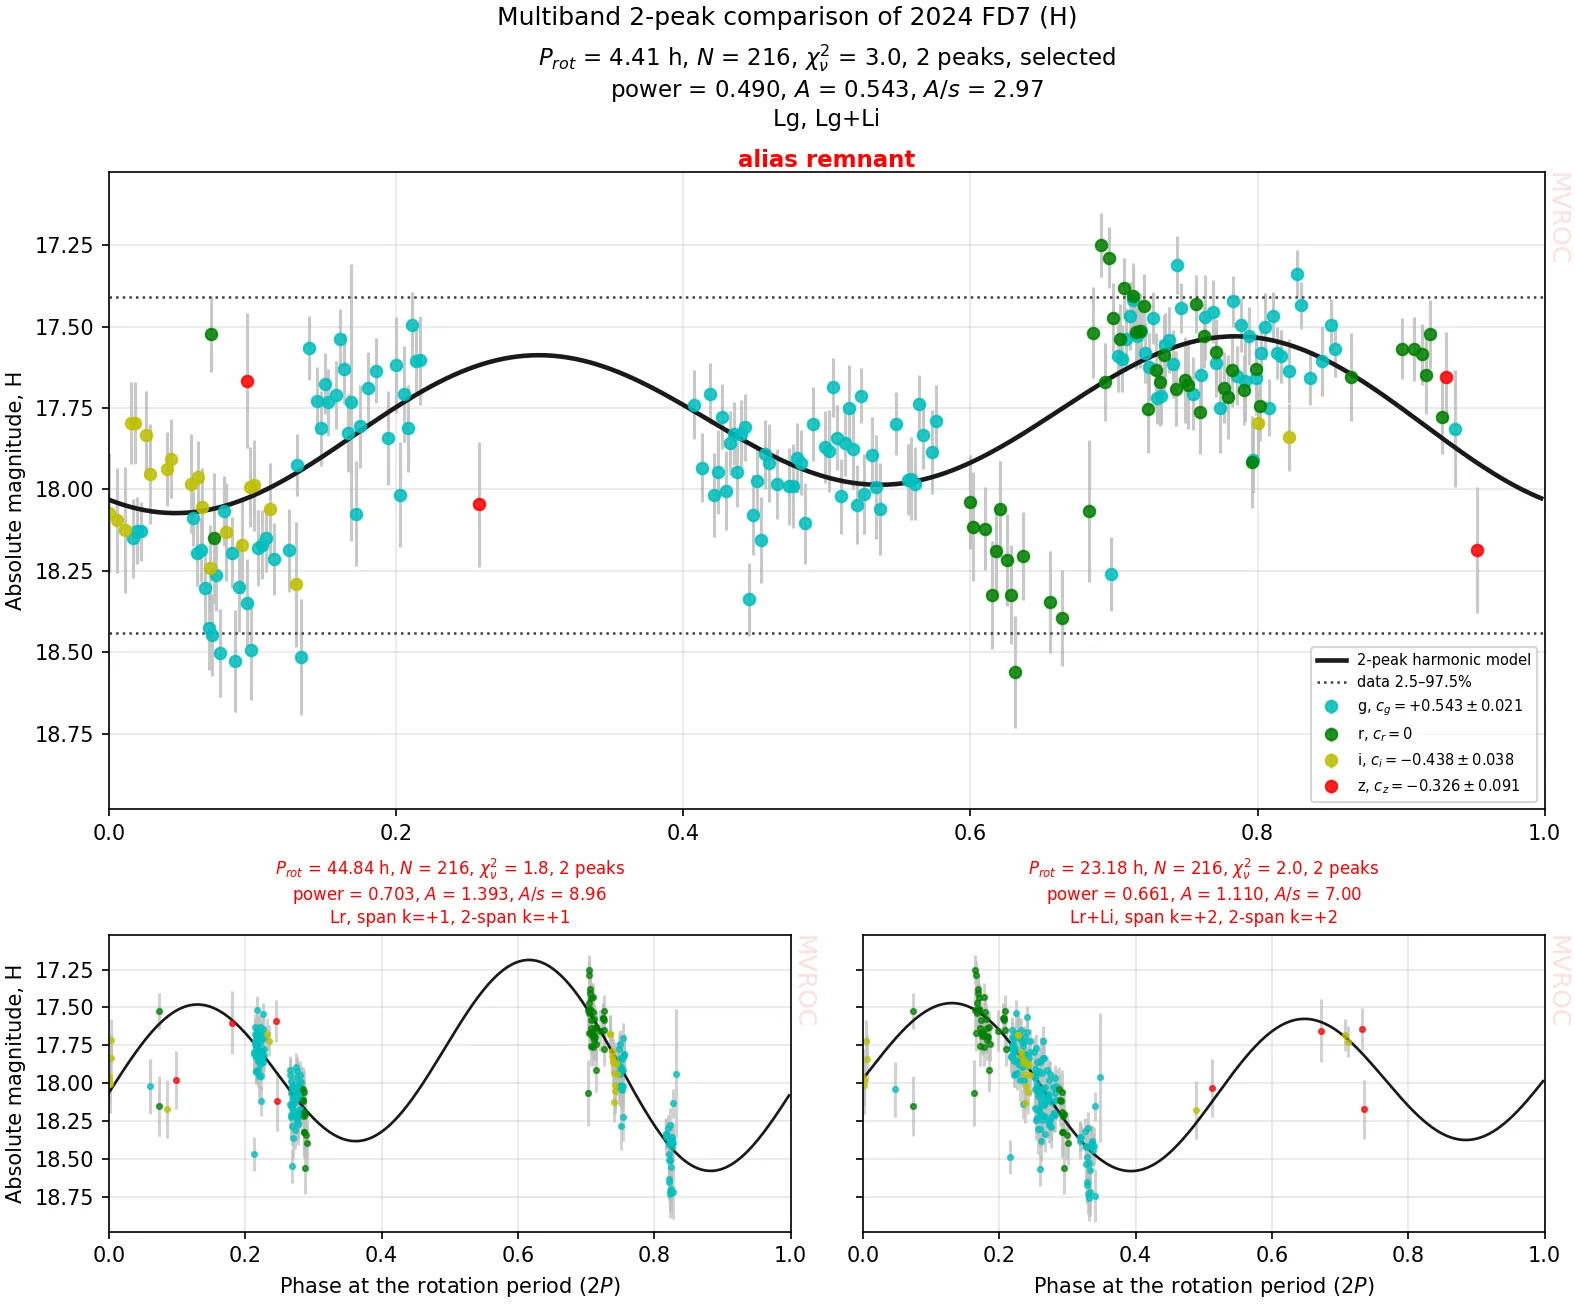 Multiband 2-peak comparison of 2024 FD7 (H)
P_rot = 4.41 h, N = 216, χ²_ν = 3.0, 2 peaks, selected
power = 0.490, A = 0.543, A/s = 2.97
Lg, Lg+Li
alias remnant
MVROC
Absolute magnitude, H
17.25
17.50
17.75
18.00
18.25
18.50
18.75
2-peak harmonic model
data 2.5–97.5%
g, c_g = +0.543 ± 0.021
r, c_r = 0
i, c_i = −0.438 ± 0.038
z, c_z = −0.326 ± 0.091
0.0 0.2 0.4 0.6 0.8 1.0
P_rot = 44.84 h, N = 216, χ²_ν = 1.8, 2 peaks
power = 0.703, A = 1.393, A/s = 8.96
Lr, span k=+1, 2-span k=+1
MVROC
Absolute magnitude, H
17.25
17.50
17.75
18.00
18.25
18.50
18.75
0.0 0.2 0.4 0.6 0.8 1.0
Phase at the rotation period (2P)
P_rot = 23.18 h, N = 216, χ²_ν = 2.0, 2 peaks
power = 0.661, A = 1.110, A/s = 7.00
Lr+Li, span k=+2, 2-span k=+2
MVROC
0.0 0.2 0.4 0.6 0.8 1.0
Phase at the rotation period (2P)